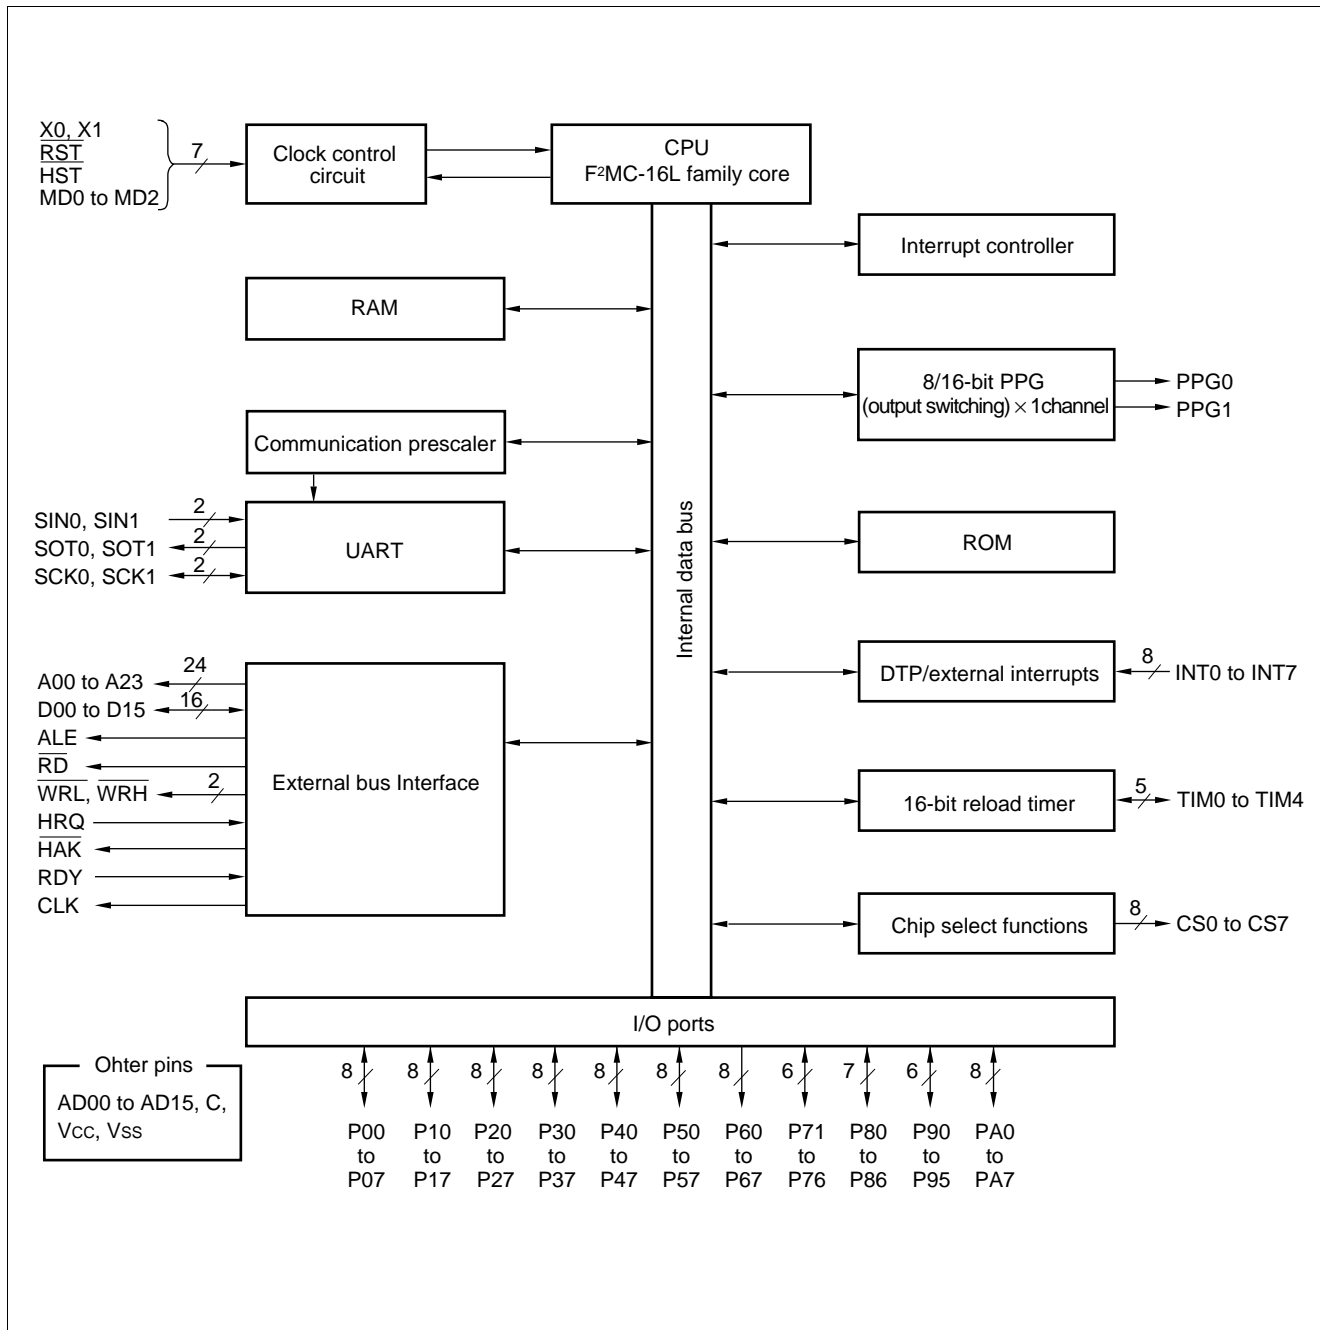 X0, X1
RST
HST
MD0 to MD2
7
Clock control
circuit
CPU
F²MC-16L family core
Interrupt controller
RAM
8/16-bit PPG
(output switching) × 1channel
PPG0
PPG1
Communication prescaler
SIN0, SIN1
2
SOT0, SOT1
2
SCK0, SCK1
2
UART
Internal data bus
ROM
A00 to A23
24
D00 to D15
16
ALE
RD
WRL, WRH
2
HRQ
HAK
RDY
CLK
External bus Interface
DTP/external interrupts
8
INT0 to INT7
16-bit reload timer
5
TIM0 to TIM4
Chip select functions
8
CS0 to CS7
I/O ports
8 8 8 8 8 8 8 6 7 6 8
P00 P10 P20 P30 P40 P50 P60 P71 P80 P90 PA0
to to to to to to to to to to to
P07 P17 P27 P37 P47 P57 P67 P76 P86 P95 PA7
Ohter pins
AD00 to AD15, C,
VCC, VSS